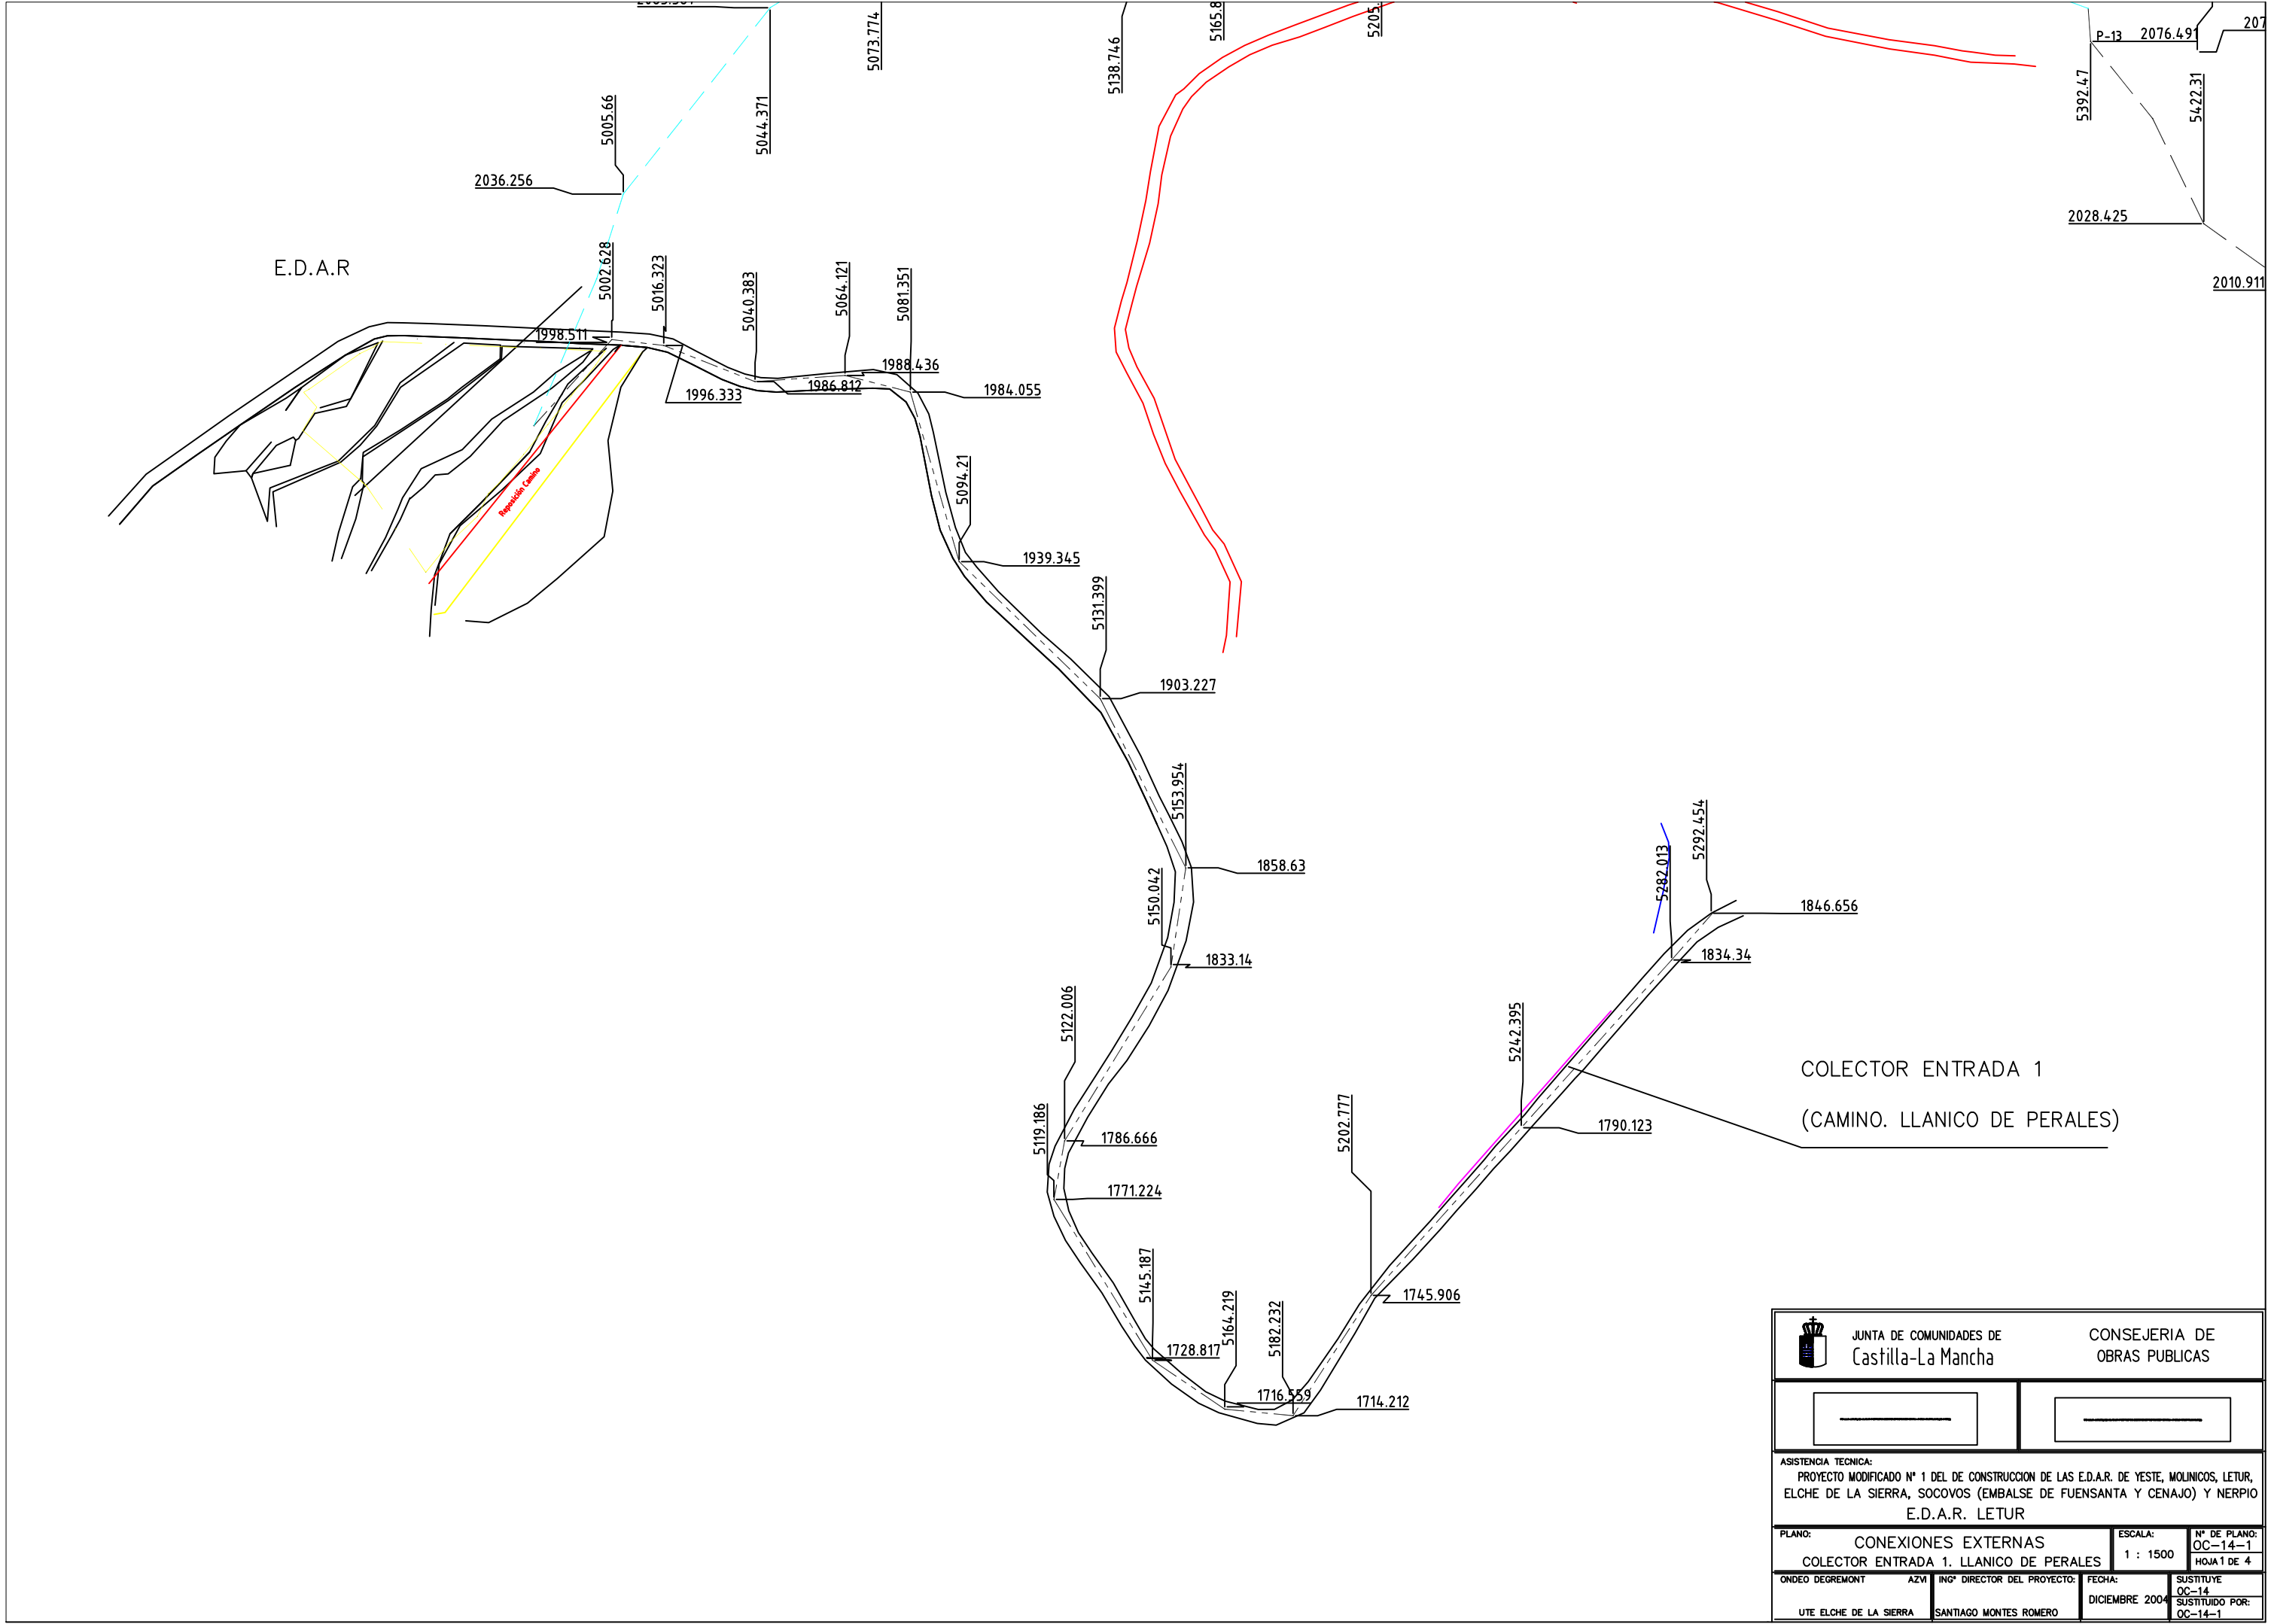 5073.774
5138.746
5044.371
5005.66
2036.256
P-13 2076.491
5392.47
5422.31
2028.425
2010.911
E.D.A.R
5002.628
5016.323
5040.383
5064.121
5081.351
1998.511
1988.436
1986.812
1984.055
1996.333
Reposición Camino
5094.21
1939.345
5131.399
1903.227
5153.954
1858.63
5150.042
1833.14
5282.013
5292.454
1846.656
1834.34
5122.006
5242.395
COLECTOR ENTRADA 1
(CAMINO. LLANICO DE PERALES)
5119.186
1786.666
5202.777
1790.123
1771.224
5145.187
5164.219
5182.232
1745.906
1728.817
1716.559
1714.212
JUNTA DE COMUNIDADES DE
Castilla-La Mancha
CONSEJERIA DE
OBRAS PUBLICAS
ASISTENCIA TECNICA:
PROYECTO MODIFICADO Nº 1 DEL DE CONSTRUCCION DE LAS E.D.A.R. DE YESTE, MOLINICOS, LETUR,
ELCHE DE LA SIERRA, SOCOVOS (EMBALSE DE FUENSANTA Y CENAJO) Y NERPIO
E.D.A.R. LETUR
PLANO:
CONEXIONES EXTERNAS
COLECTOR ENTRADA 1. LLANICO DE PERALES
ESCALA:
1 : 1500
Nº DE PLANO:
OC-14-1
HOJA 1 DE 4
ONDEO DEGREMONT AZVI
UTE ELCHE DE LA SIERRA
INGº DIRECTOR DEL PROYECTO:
SANTIAGO MONTES ROMERO
FECHA:
DICIEMBRE 2004
SUSTITUYE
OC-14
SUSTITUIDO POR:
OC-14-1